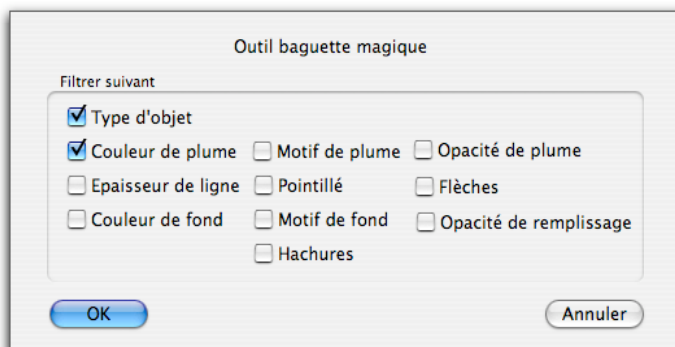 Outil baguette magique
Filtrer suivant
Type d'objet
Couleur de plume Motif de plume Opacité de plume
Epaisseur de ligne Pointillé Flèches
Couleur de fond Motif de fond Opacité de remplissage
Hachures
OK Annuler